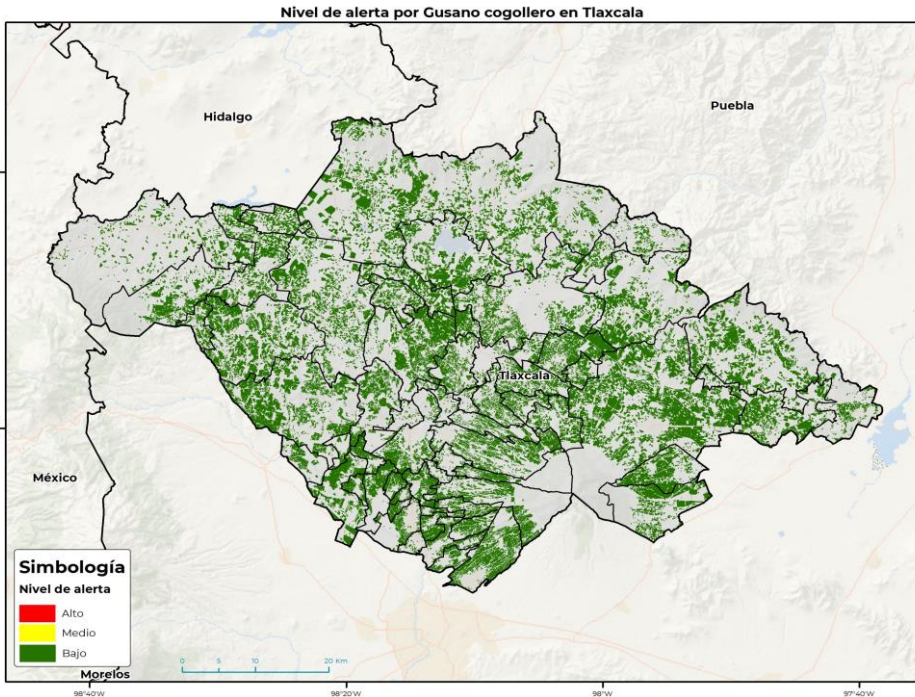 Nivel de alerta por Gusano cogollero en Tlaxcala
Hidalgo
Puebla
Tlaxcala
México
Simbología
Nivel de alerta
Alto
Medio
Bajo
Morelos
0 5 10 20 Km
98°40'W 98°20'W 98°W 97°40'W